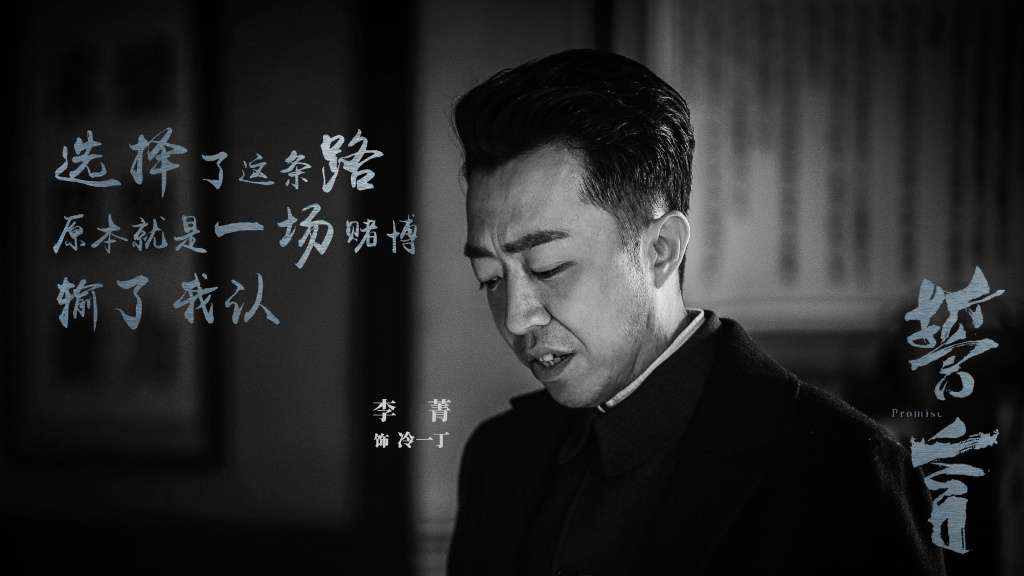 选择了这条路
原本就是一场赌博
输了 我认
李 菁
饰 冷一丁
誓言
Promise